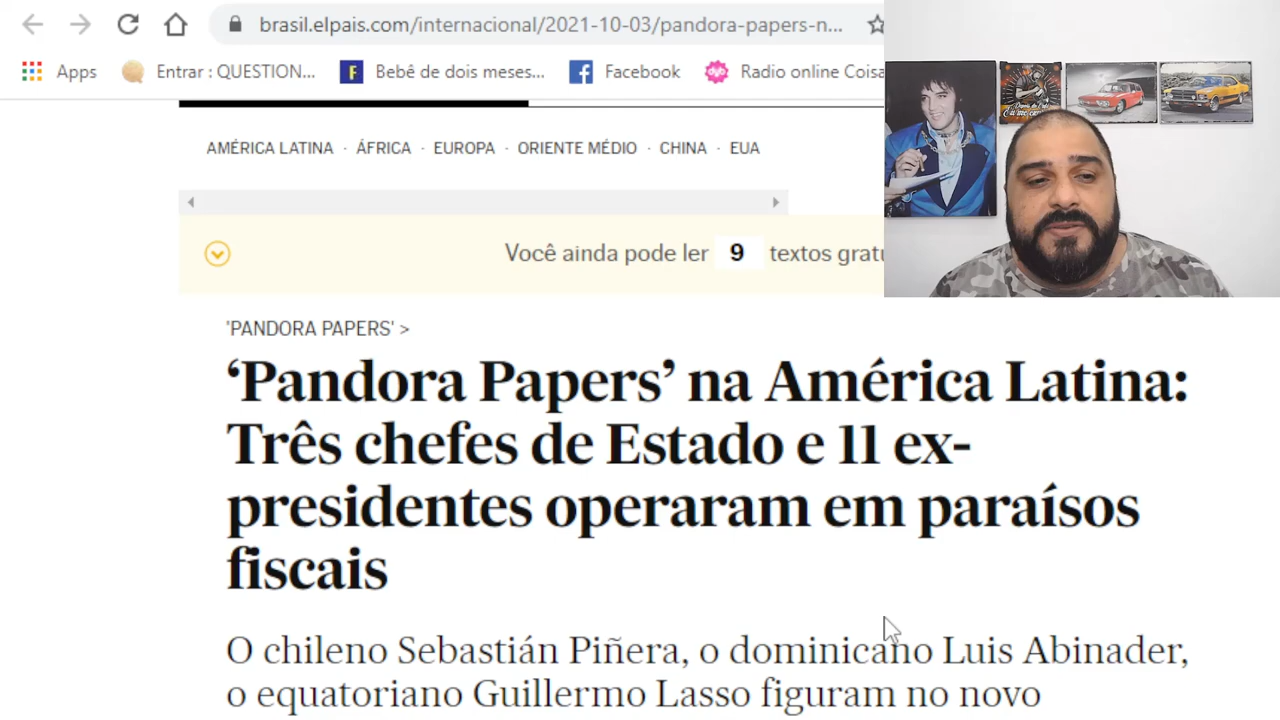 brasil.elpais.com/internacional/2021-10-03/pandora-papers-n...
Apps Entrar : QUESTION... F Bebê de dois meses... Facebook Radio online Coisa
AMÉRICA LATINA · ÁFRICA · EUROPA · ORIENTE MÉDIO · CHINA · EUA
Você ainda pode ler 9 textos gratu
'PANDORA PAPERS' >
‘Pandora Papers’ na América Latina:
Três chefes de Estado e 11 ex-
presidentes operaram em paraísos
fiscais
O chileno Sebastián Piñera, o dominicano Luis Abinader,
o equatoriano Guillermo Lasso figuram no novo